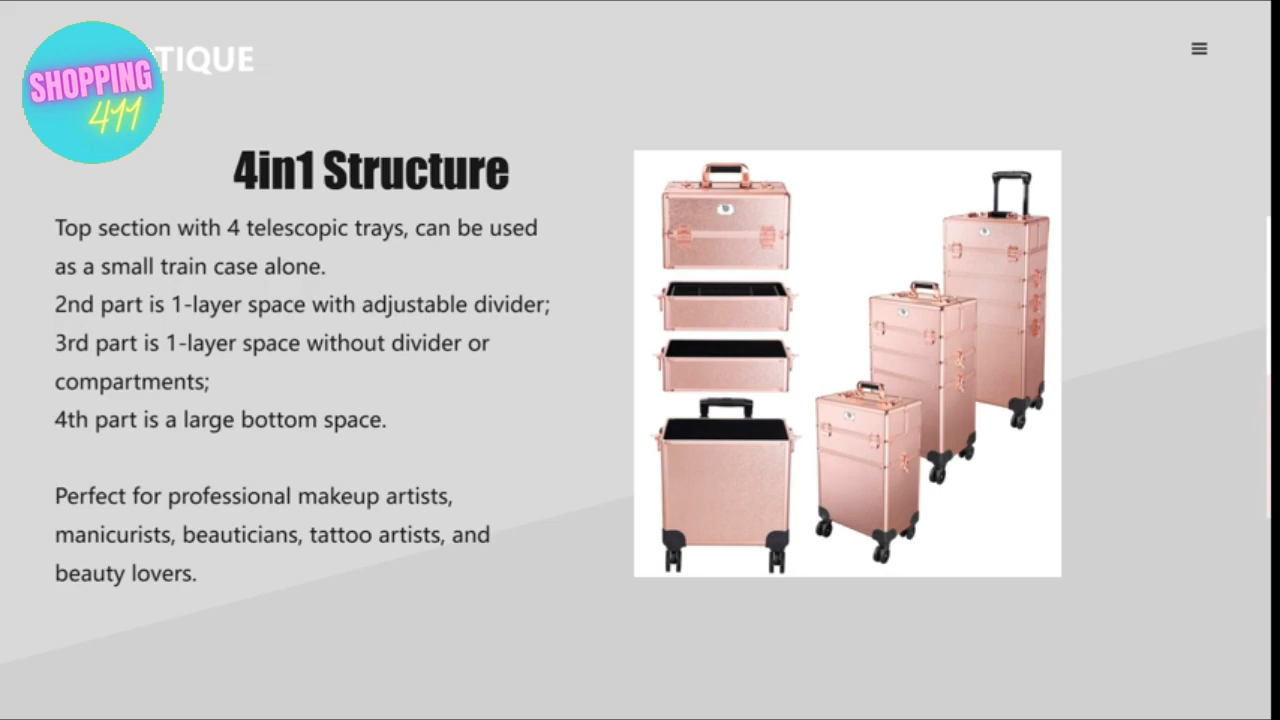 SHOPPING
411
TIQUE
4in1 Structure
Top section with 4 telescopic trays, can be used
as a small train case alone.
2nd part is 1-layer space with adjustable divider;
3rd part is 1-layer space without divider or
compartments;
4th part is a large bottom space.
Perfect for professional makeup artists,
manicurists, beauticians, tattoo artists, and
beauty lovers.